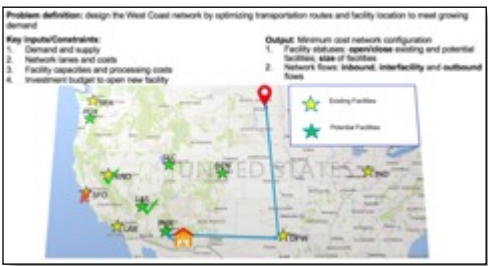 Problem definition: design the West Coast network by optimizing transportation routes and facility location to meet growing
demand
Key Inputs/Constraints:
1. Demand and supply
2. Network lanes and costs
3. Facility capacities and processing costs
4. Investment budget to open new facility
Output: Minimum cost network configuration
1. Facility statuses: open/close existing and potential
facilities; size of facilities
2. Network flows: inbound, interfacility and outbound
flows
Existing Facilities
Potential Facilities
UNITED STATES
SFO
LAX
DFW
IND